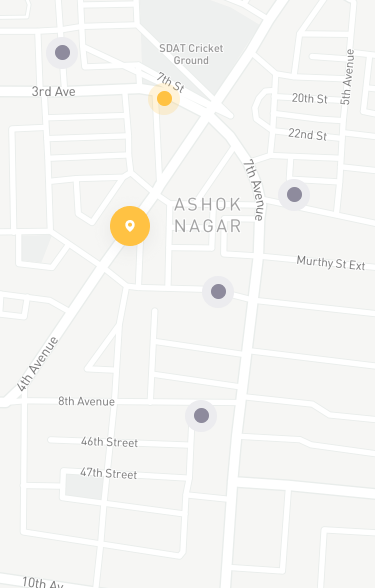 SDAT Cricket
Ground
7th St
3rd Ave
5th Avenue
20th St
22nd St
7th Avenue
ASHOK
NAGAR
Murthy St Ext
4th Avenue
8th Avenue
46th Street
47th Street
10th Av